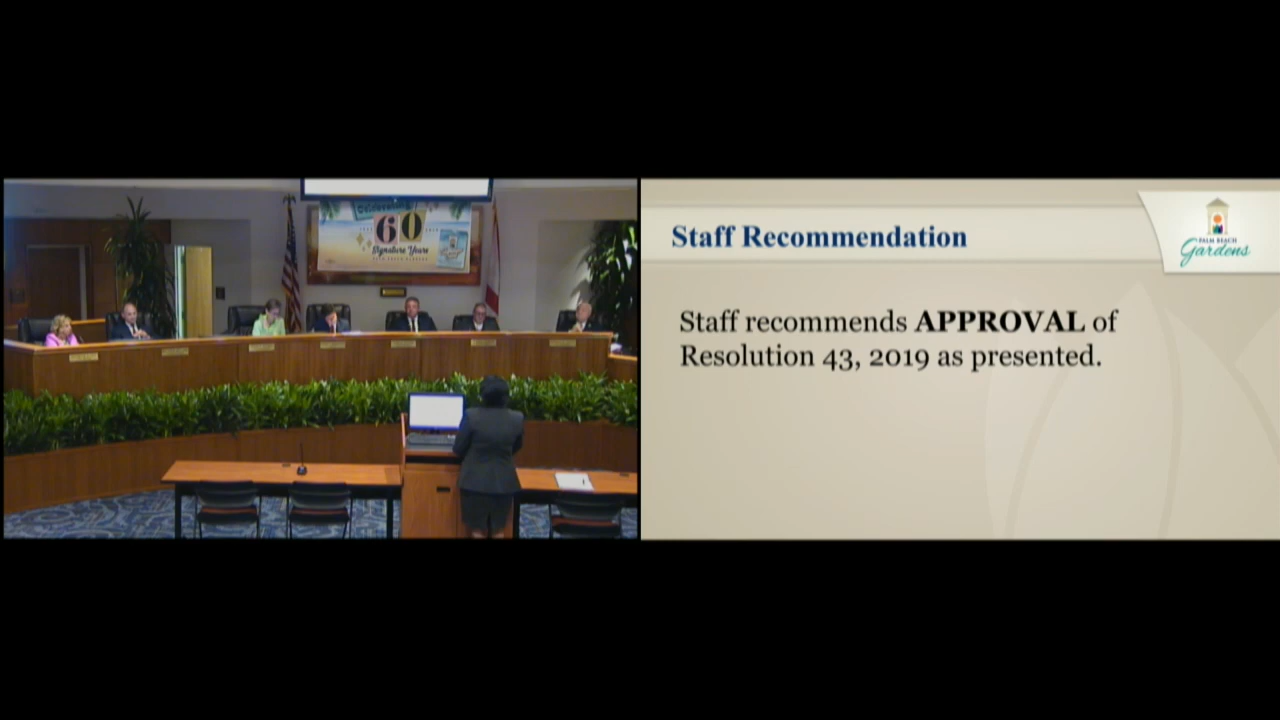 60
Signature Years
Staff Recommendation
PALM BEACH
Gardens
Staff recommends APPROVAL of
Resolution 43, 2019 as presented.